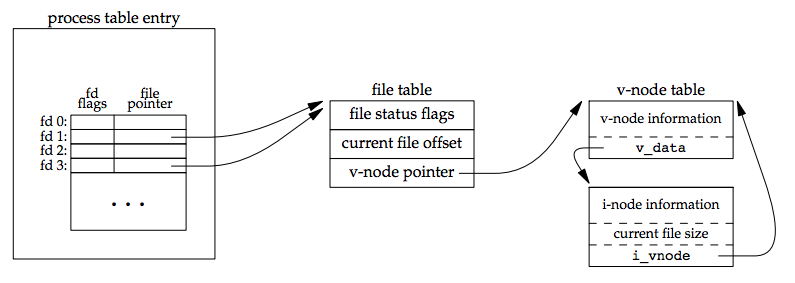 process table entry
fd
flags
file
pointer
fd 0:
fd 1:
fd 2:
fd 3:
. . .
file table
file status flags
current file offset
v-node pointer
v-node table
v-node information
v_data
i-node information
current file size
i_vnode